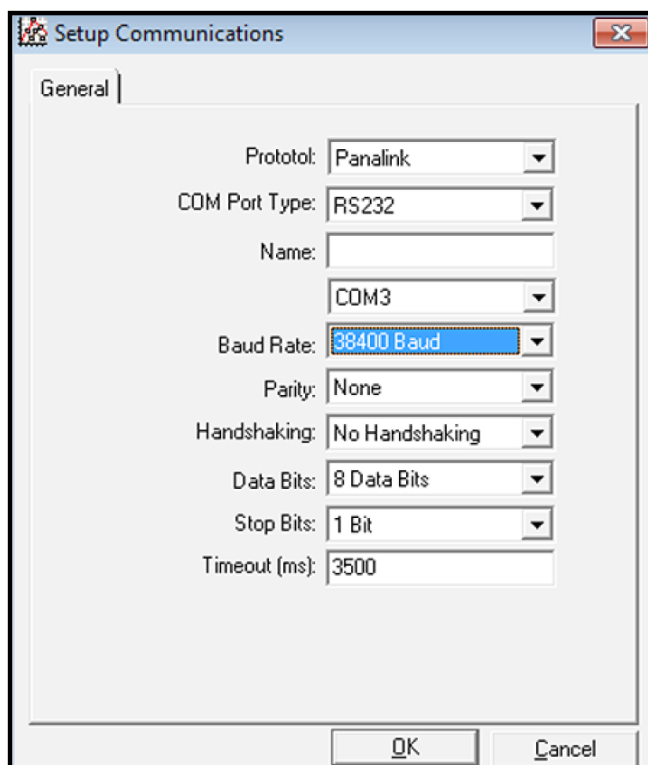 Setup Communications
General
Prototol: Panalink
COM Port Type: RS232
Name:
COM3
Baud Rate: 38400 Baud
Parity: None
Handshaking: No Handshaking
Data Bits: 8 Data Bits
Stop Bits: 1 Bit
Timeout (ms): 3500
OK Cancel